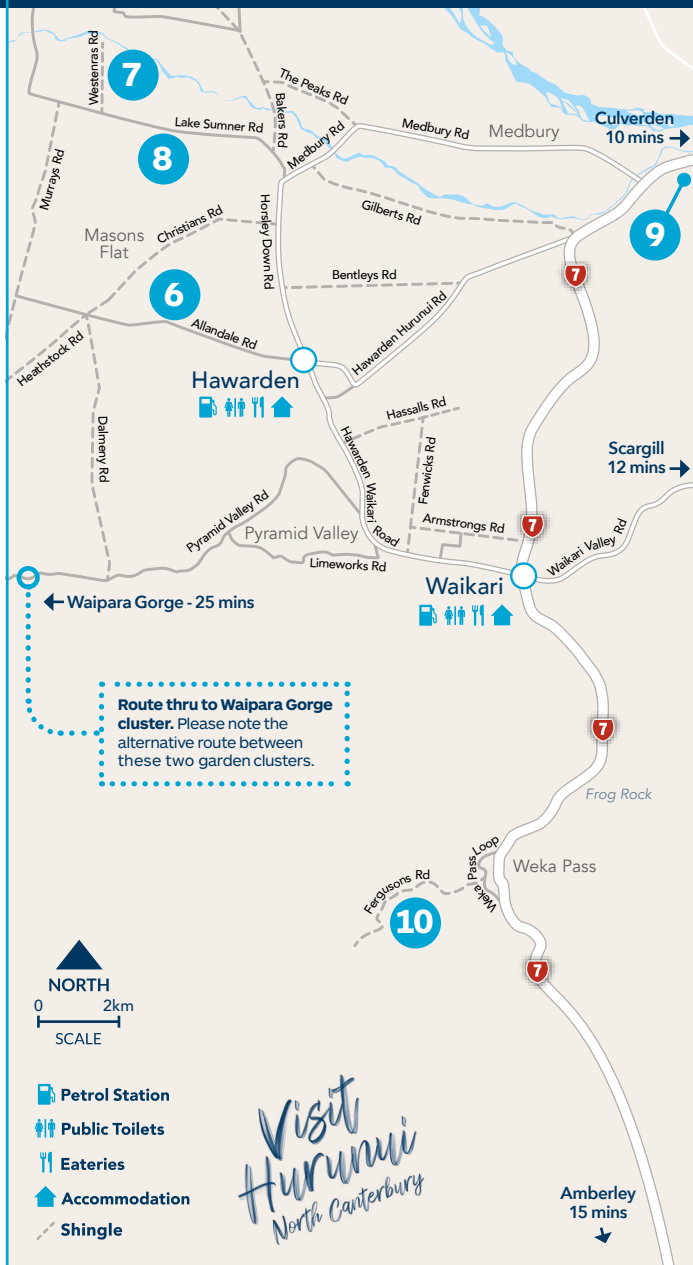 Westenras Rd
7
The Peaks Rd
Bakers Rd
Lake Sumner Rd
Medbury Rd
Medbury Rd
Medbury
Culverden
10 mins
8
Murrays Rd
Horsley Down Rd
Gilberts Rd
9
Christians Rd
Masons
Flat
Bentleys Rd
7
6
Allandale Rd
Hawarden Hurunui Rd
Heathstock Rd
Hawarden
Hassalls Rd
Dalmeny Rd
Hawarden Waikari Road
Fenwicks Rd
Scargill
12 mins
Pyramid Valley Rd
Pyramid Valley
Armstrongs Rd
7
Waikari Valley Rd
Limeworks Rd
Waikari
Waipara Gorge - 25 mins
Route thru to Waipara Gorge
cluster. Please note the
alternative route between
these two garden clusters.
7
Frog Rock
Weka Pass Loop
Weka Pass
Fergusons Rd
10
7
NORTH
0 2km
SCALE
Petrol Station
Public Toilets
Eateries
Accommodation
Shingle
Visit
Hurunui
North Canterbury
Amberley
15 mins